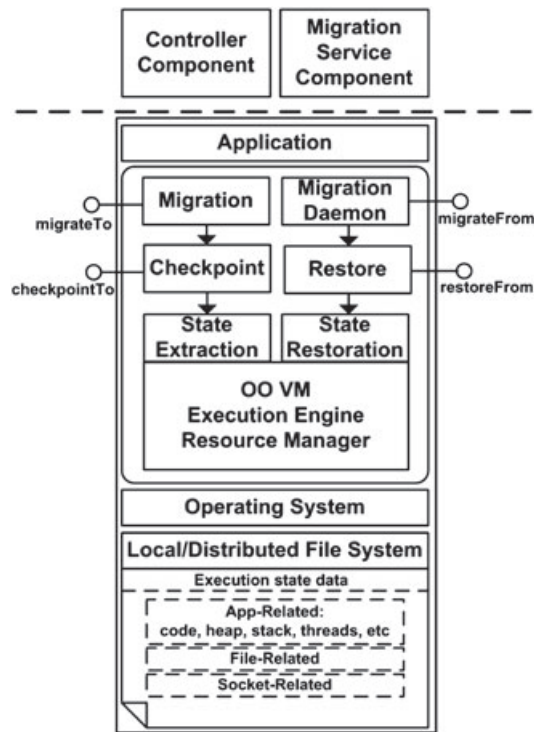 Controller
Component
Migration
Service
Component
Application
Migration
Migration
Daemon
migrateTo
migrateFrom
Checkpoint
Restore
checkpointTo
restoreFrom
State
Extraction
State
Restoration
OO VM
Execution Engine
Resource Manager
Operating System
Local/Distributed File System
Execution state data
App-Related:
code, heap, stack, threads, etc
File-Related
Socket-Related